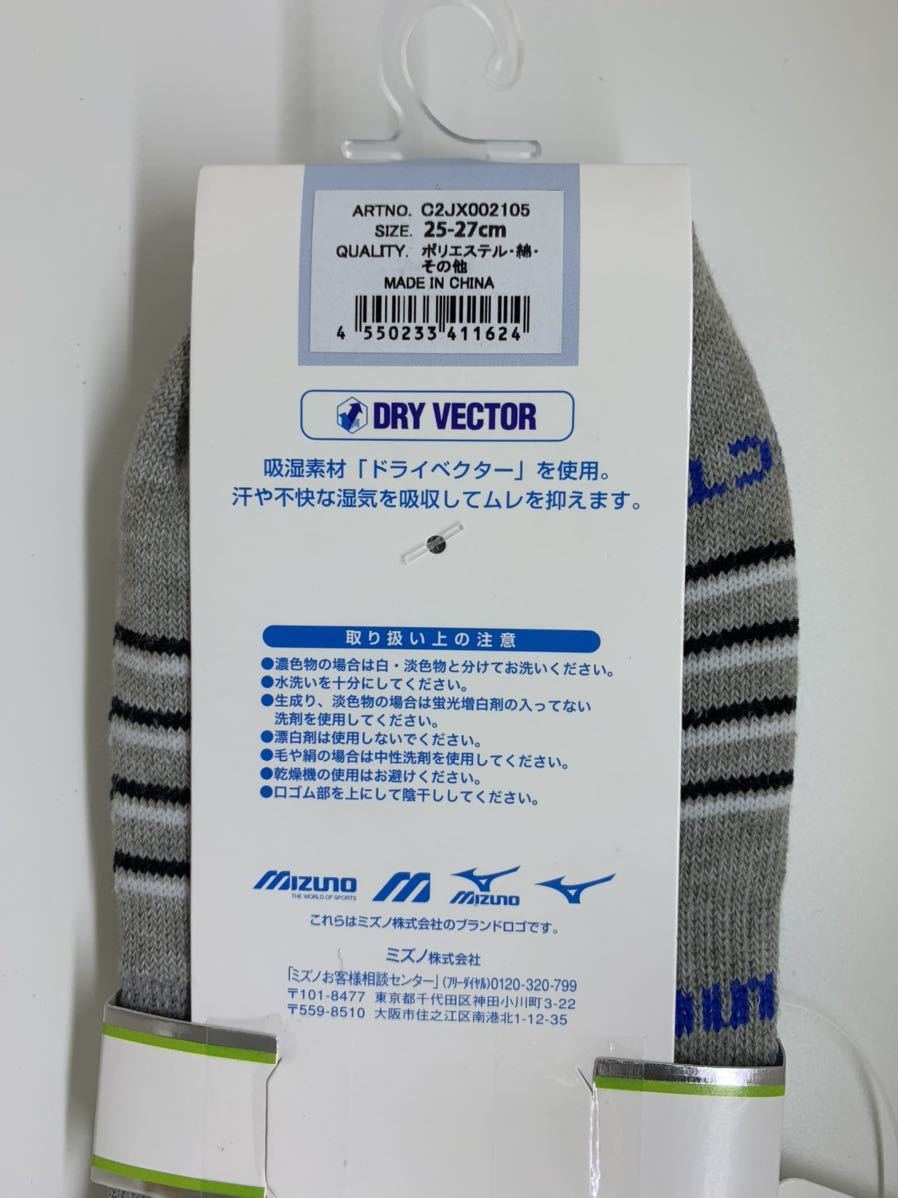 ARTNO. C2JX002105
SIZE. 25-27cm
QUALITY. ポリエステル・綿・
その他
MADE IN CHINA
4 550233 411624
DRY VECTOR
吸湿素材「ドライベクター」を使用。
汗や不快な湿気を吸収してムレを抑えます。
取り扱い上の注意
●濃色物の場合は白・淡色物と分けてお洗いください。
●水洗いを十分にしてください。
●生成り、淡色物の場合は蛍光増白剤の入ってない
洗剤を使用してください。
●漂白剤は使用しないでください。
●毛や絹の場合は中性洗剤を使用してください。
●乾燥機の使用はお避けください。
●口ゴム部を上にして陰干ししてください。
MIZUNO
THE WORLD OF SPORTS
MIZUNO
これらはミズノ株式会社のブランドロゴです。
ミズノ株式会社
「ミズノお客様相談センター」(フリーダイヤル)0120-320-799
〒101-8477 東京都千代田区神田小川町3-22
〒559-8510 大阪市住之江区南港北1-12-35